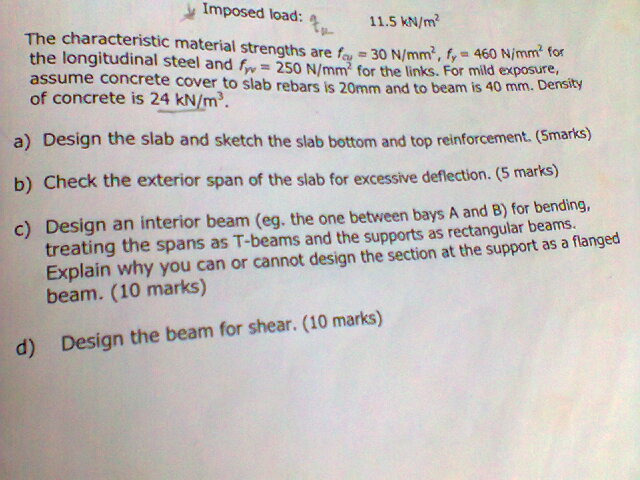 Imposed load: 11.5 kN/m²
The characteristic material strengths are fcu = 30 N/mm², fy = 460 N/mm² for
the longitudinal steel and fyv = 250 N/mm² for the links. For mild exposure,
assume concrete cover to slab rebars is 20mm and to beam is 40 mm. Density
of concrete is 24 kN/m³.
a) Design the slab and sketch the slab bottom and top reinforcement. (5marks)
b) Check the exterior span of the slab for excessive deflection. (5 marks)
c) Design an interior beam (eg. the one between bays A and B) for bending,
treating the spans as T-beams and the supports as rectangular beams.
Explain why you can or cannot design the section at the support as a flanged
beam. (10 marks)
d) Design the beam for shear. (10 marks)